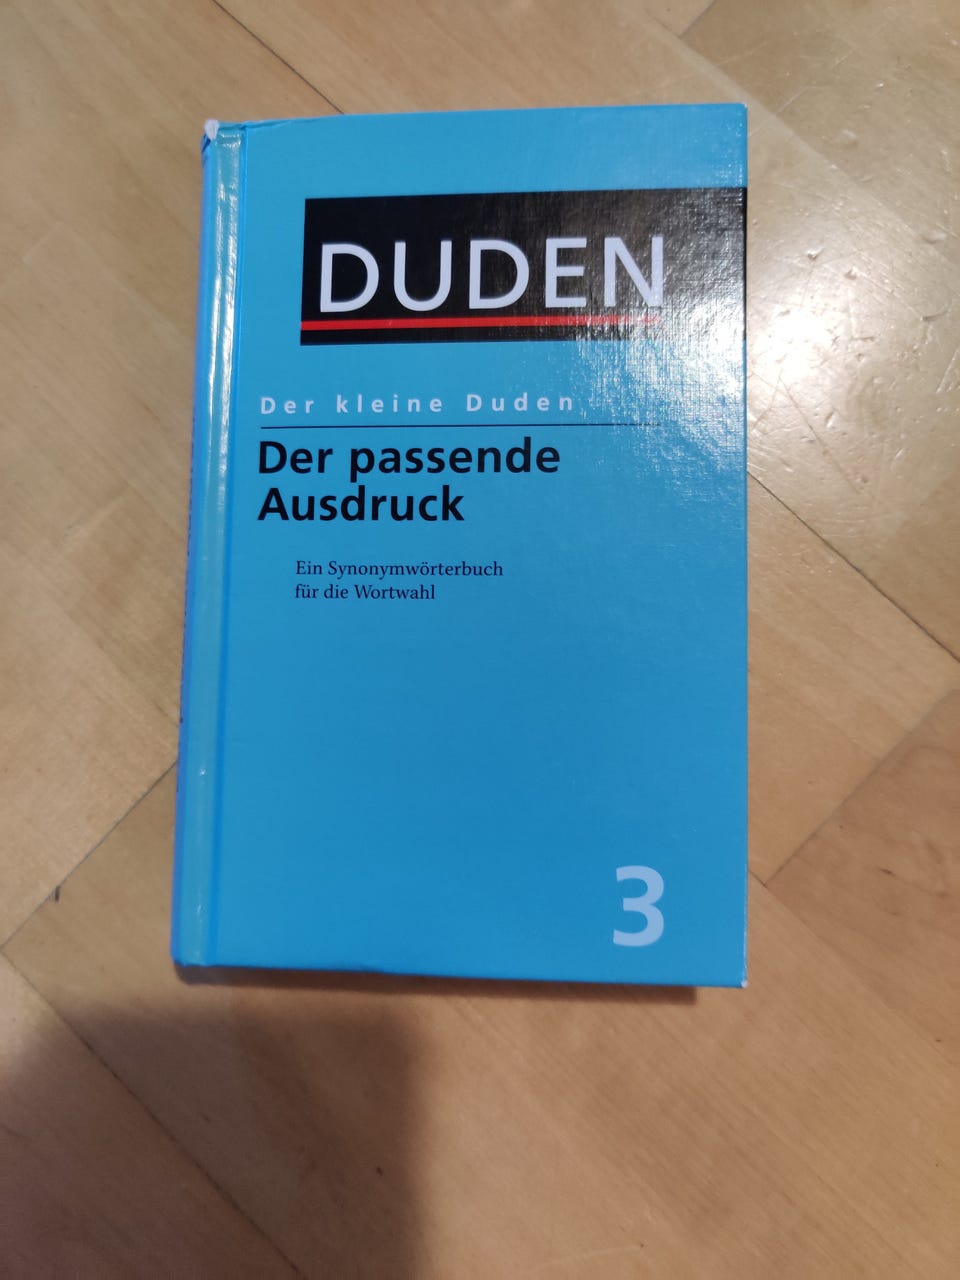 DUDEN
Der kleine Duden
Der passende
Ausdruck
Ein Synonymwörterbuch
für die Wortwahl
3